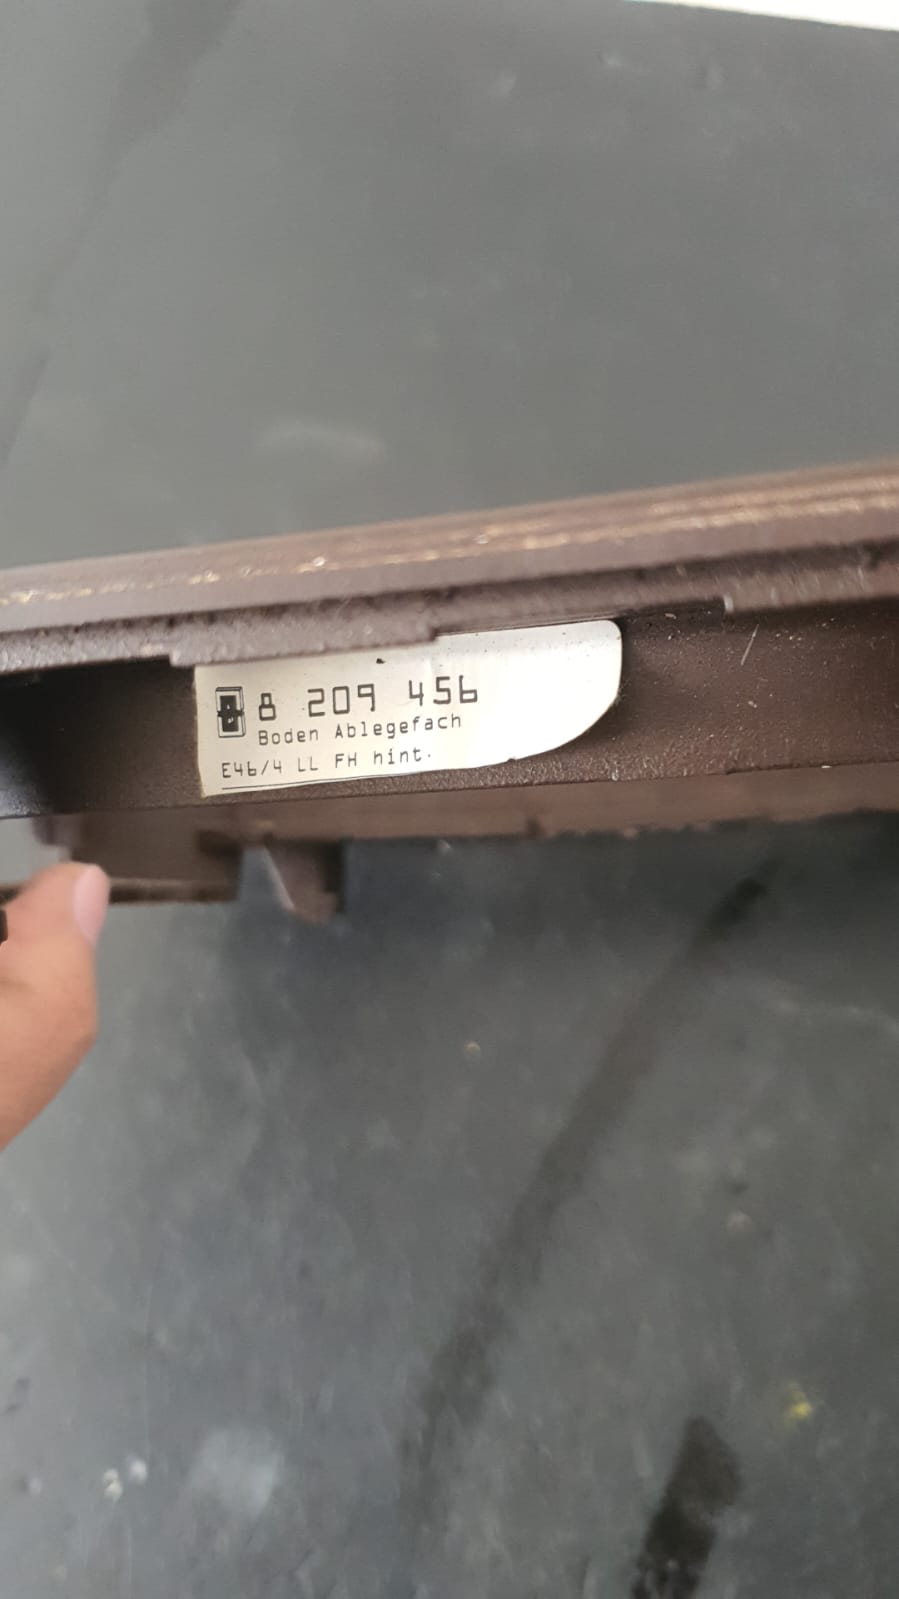 8 209 456
Boden Ablegefach
E46/4 LL FH hint.